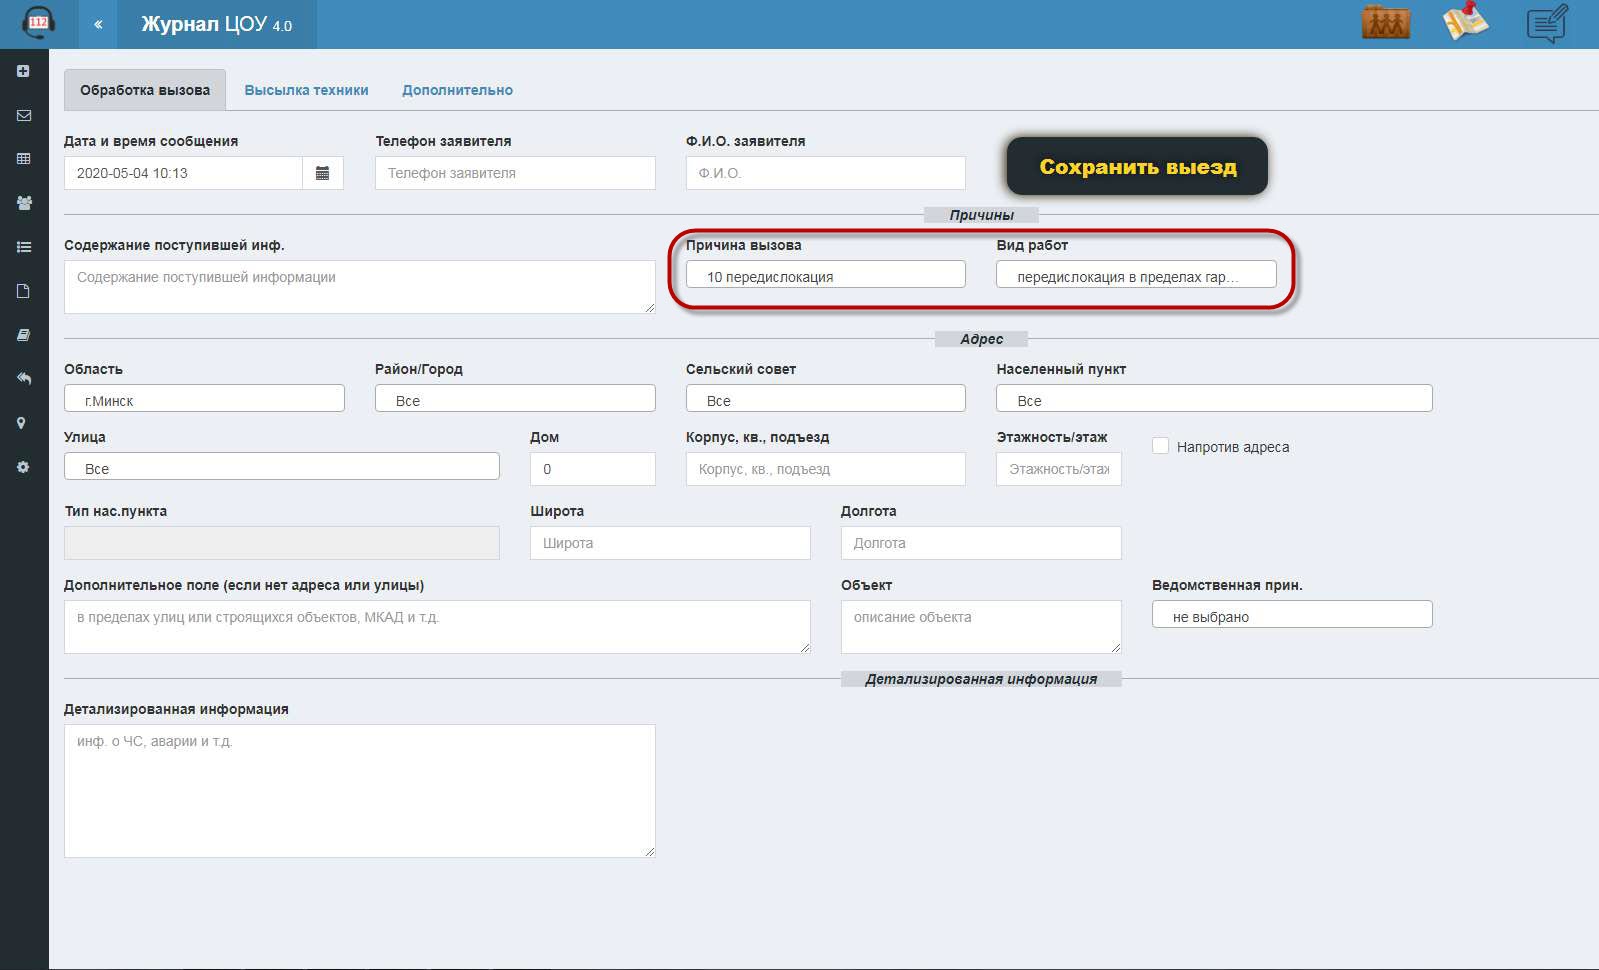 112
«
Журнал ЦОУ 4.0
Обработка вызова
Высылка техники
Дополнительно
Дата и время сообщения
Телефон заявителя
Ф.И.О. заявителя
2020-05-04 10:13
Телефон заявителя
Ф.И.О.
Сохранить выезд
Причины
Содержание поступившей инф.
Причина вызова
Вид работ
Содержание поступившей информации
10 передислокация
передислокация в пределах гар...
Адрес
Область
Район/Город
Сельский совет
Населенный пункт
г.Минск
Все
Все
Все
Улица
Дом
Корпус, кв., подъезд
Этажность/этаж
Напротив адреса
Все
0
Корпус, кв., подъезд
Этажность/этаж
Тип нас.пункта
Широта
Долгота
Широта
Долгота
Дополнительное поле (если нет адреса или улицы)
Объект
Ведомственная прин.
в пределах улиц или строящихся объектов, МКАД и т.д.
описание объекта
не выбрано
Детализированная информация
Детализированная информация
инф. о ЧС, аварии и т.д.